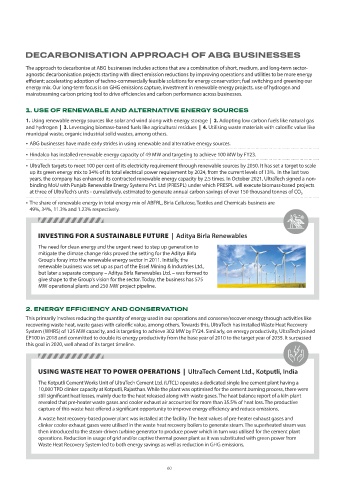 DECARBONISATION APPROACH OF ABG BUSINESSES
The approach to decarbonise at ABG businesses includes actions that are a combination of short, medium, and long-term sector-
agnostic decarbonisation projects starting with direct emission reductions by improving operations and utilities to be more energy
efficient; accelerating adoption of techno-commercially feasible solutions for energy conservation; fuel switching and greening our
energy mix. Our long-term focus is on GHG emissions capture, investment in renewable energy projects, use of hydrogen and
mainstreaming carbon pricing tool to drive efficiencies and carbon performance across businesses.
1. USE OF RENEWABLE AND ALTERNATIVE ENERGY SOURCES
1. Using renewable energy sources like solar and wind along with energy storage | 2. Adopting low carbon fuels like natural gas
and hydrogen | 3. Leveraging biomass-based fuels like agricultural residues | 4. Utilising waste materials with calorific value like
municipal waste, organic industrial solid wastes, among others.
• ABG businesses have made early strides in using renewable and alternative energy sources.
• Hindalco has installed renewable energy capacity of 49 MW and targeting to achieve 100 MW by FY23.
• UltraTech targets to meet 100 per cent of its electricity requirement through renewable sources by 2050. It has set a target to scale
up its green energy mix to 34% of its total electrical power requirement by 2024, from the current levels of 13%. In the last two
years, the company has enhanced its contracted renewable energy capacity by 2.5 times. In October 2021, UltraTech signed a non-
binding MoU with Punjab Renewable Energy Systems Pvt. Ltd (PRESPL) under which PRESPL will execute biomass-based projects
at three of UltraTech's units - cumulatively, estimated to generate annual carbon savings of over 150 thousand tonnes of CO2
• The share of renewable energy in total energy mix of ABFRL, Birla Cellulose, Textiles and Chemicals business are
49%, 34%, 11.3% and 1.23% respectively.
INVESTING FOR A SUSTAINABLE FUTURE | Aditya Birla Renewables
The need for clean energy and the urgent need to step up generation to
mitigate the climate change risks proved the setting for the Aditya Birla
Group's foray into the renewable energy sector in 2011. Initially, the
renewable business was set up as part of the Essel Mining & Industries Ltd.,
but later a separate company – Aditya Birla Renewables Ltd. – was formed to
give shape to the Group's vision for the sector. Today, the business has 575
MW operational plants and 250 MW project pipeline.
2. ENERGY EFFICIENCY AND CONSERVATION
This primarily involves reducing the quantity of energy used in our operations and conserve/recover energy through activities like
recovering waste heat, waste gases with calorific value, among others. Towards this, UltraTech has installed Waste Heat Recovery
System (WHRS) of 125 MW capacity, and is targeting to achieve 302 MW by FY24. Similarly, on energy productivity, UltraTech joined
EP100 in 2018 and committed to double its energy productivity from the base year of 2010 to the target year of 2035. It surpassed
this goal in 2020, well ahead of its target timeline.
USING WASTE HEAT TO POWER OPERATIONS | UltraTech Cement Ltd., Kotputli, India
The Kotputli Cement Works Unit of UltraTech Cement Ltd. (UTCL) operates a dedicated single line cement plant having a
10,000 TPD clinker capacity at Kotputli, Rajasthan. While the plant was optimised for the cement burning process, there were
still significant heat losses, mainly due to the heat released along with waste gases. The heat balance report of a kiln plant
revealed that pre-heater waste gases and cooler exhaust air accounted for more than 35.5% of heat loss. The productive
capture of this waste heat offered a significant opportunity to improve energy efficiency and reduce emissions.
A waste heat recovery-based power plant was installed at the facility. The heat values of pre-heater exhaust gases and
clinker cooler exhaust gases were utilised in the waste heat recovery boilers to generate steam. The superheated steam was
then introduced to the steam-driven turbine generator to produce power which in turn was utilised for the cement plant
operations. Reduction in usage of grid and/or captive thermal power plant as it was substituted with green power from
Waste Heat Recovery System led to both energy savings as well as reduction in GHG emissions.